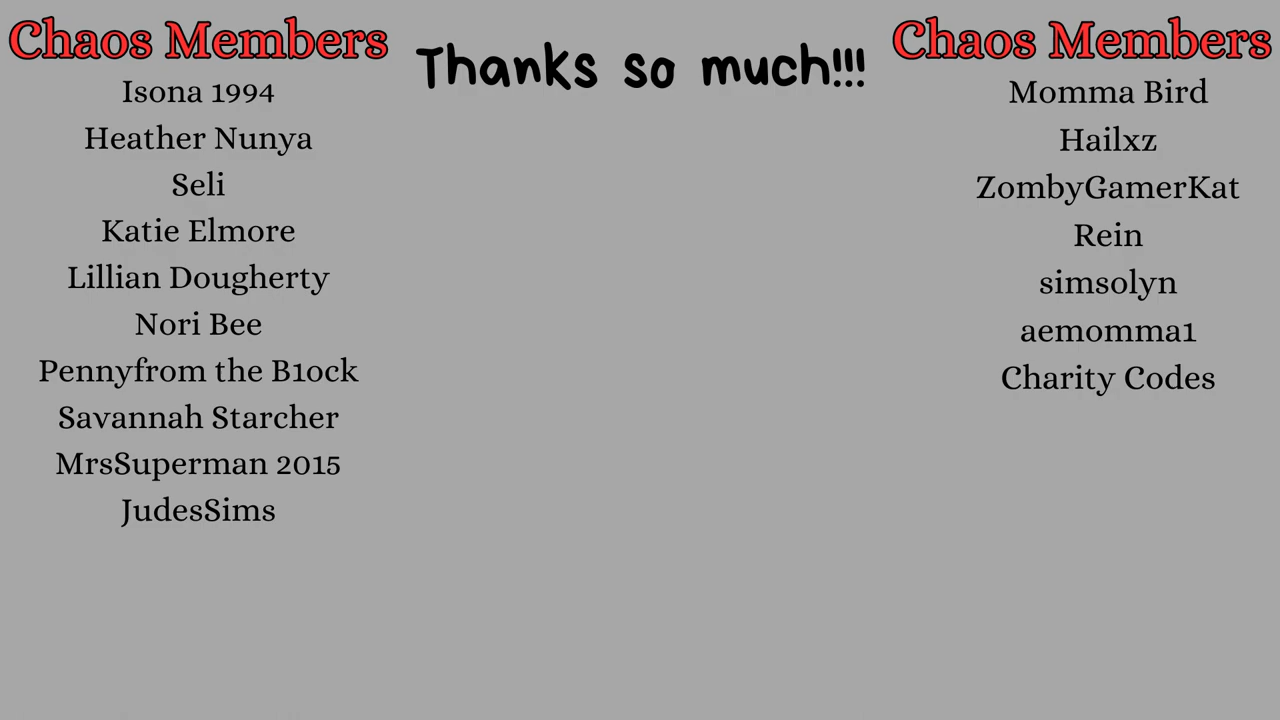 Chaos Members
Isona 1994
Heather Nunya
Seli
Katie Elmore
Lillian Dougherty
Nori Bee
Pennyfrom the B1ock
Savannah Starcher
MrsSuperman 2015
JudesSims
Thanks so much!!!
Chaos Members
Momma Bird
Hailxz
ZombyGamerKat
Rein
simsolyn
aemomma1
Charity Codes